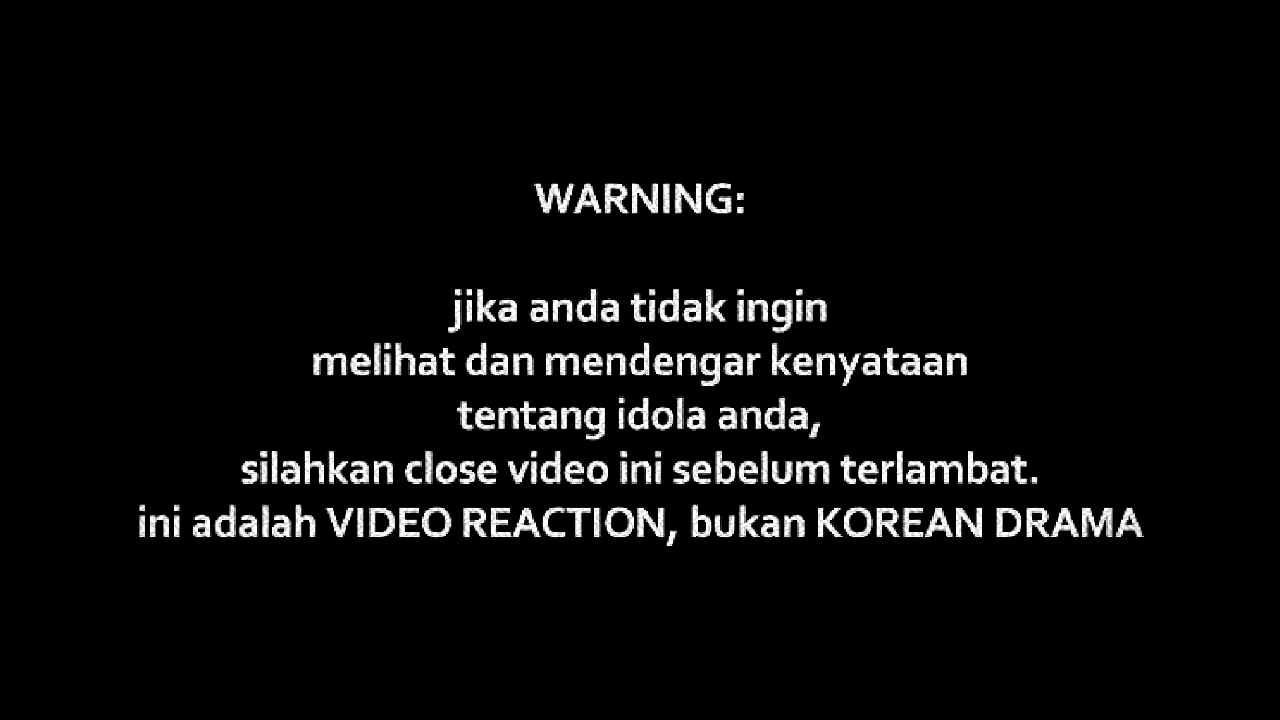 WARNING:
jika anda tidak ingin
melihat dan mendengar kenyataan
tentang idola anda,
silahkan close video ini sebelum terlambat.
ini adalah VIDEO REACTION, bukan KOREAN DRAMA